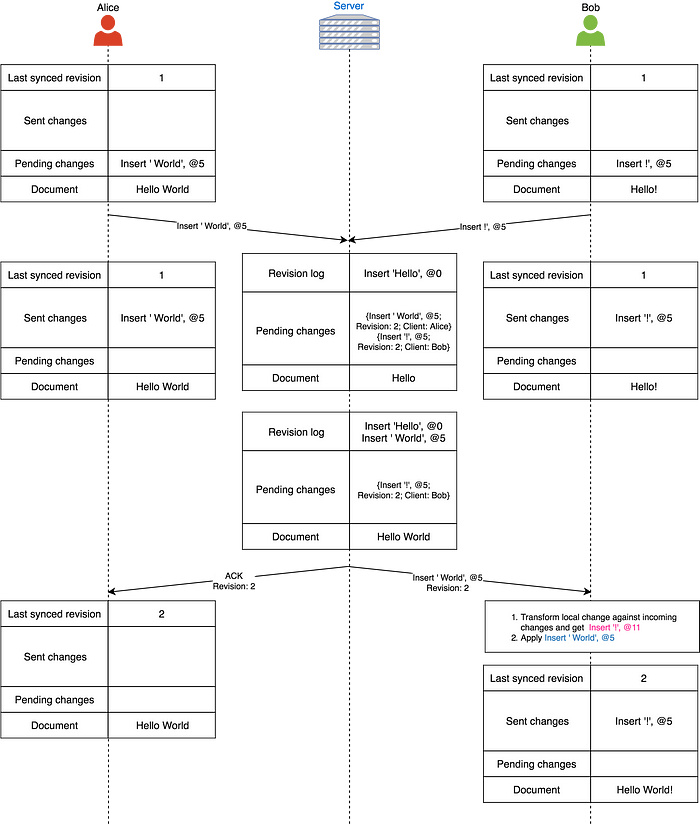 Alice
Server
Bob
Last synced revision 1
Sent changes
Pending changes Insert ' World', @5
Document Hello World
Last synced revision 1
Sent changes
Pending changes Insert !', @5
Document Hello!
Insert ' World', @5
Insert !', @5
Last synced revision 1
Sent changes Insert ' World', @5
Pending changes
Document Hello World
Revision log Insert 'Hello', @0
Pending changes
{Insert ' World', @5;
Revision: 2; Client: Alice}
{Insert '!', @5;
Revision: 2; Client: Bob}
Document Hello
Last synced revision 1
Sent changes Insert '!', @5
Pending changes
Document Hello!
Revision log
Insert 'Hello', @0
Insert ' World', @5
Pending changes
{Insert '!', @5;
Revision: 2; Client: Bob}
Document Hello World
ACK
Revision: 2
Insert ' World', @5
Revision: 2
Last synced revision 2
Sent changes
Pending changes
Document Hello World
1. Transform local change against incoming
changes and get Insert '!', @11
2. Apply Insert ' World', @5
Last synced revision 2
Sent changes Insert '!', @5
Pending changes
Document Hello World!